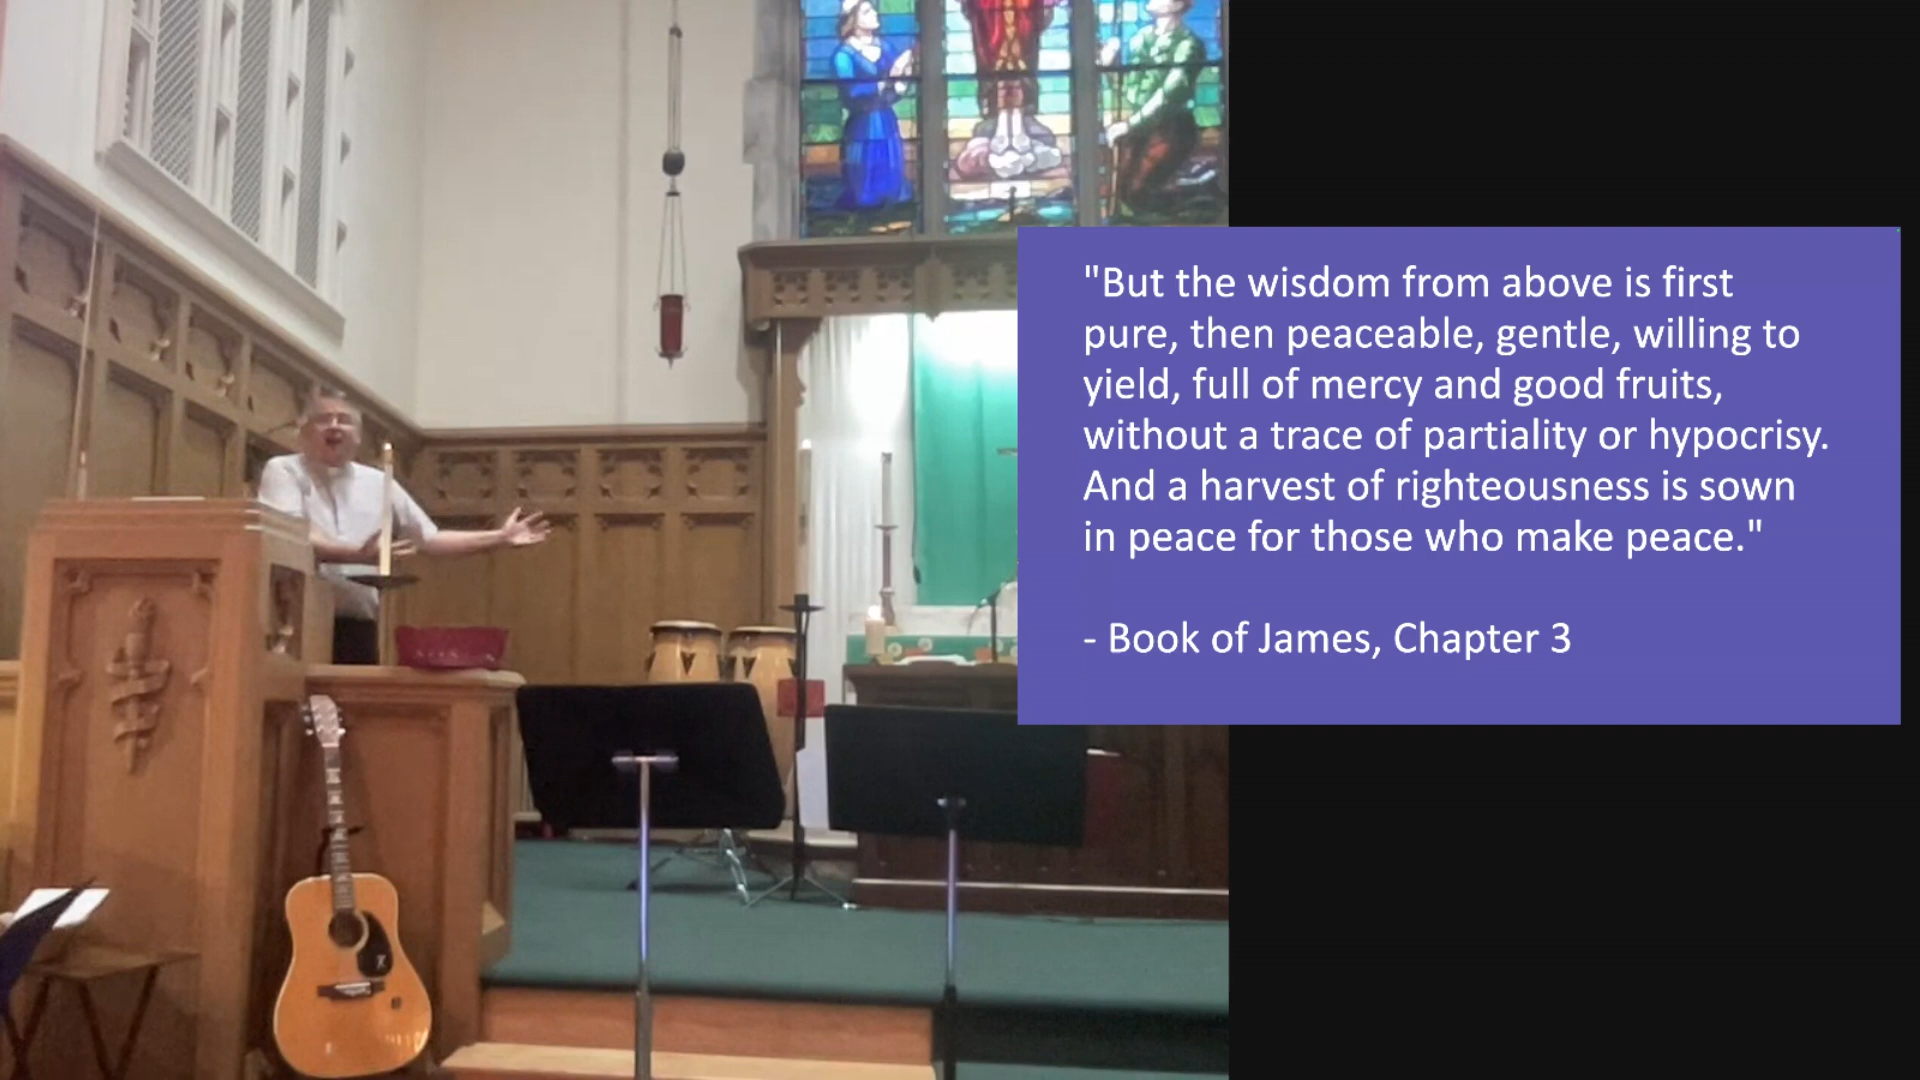 "But the wisdom from above is first
pure, then peaceable, gentle, willing to
yield, full of mercy and good fruits,
without a trace of partiality or hypocrisy.
And a harvest of righteousness is sown
in peace for those who make peace."
- Book of James, Chapter 3